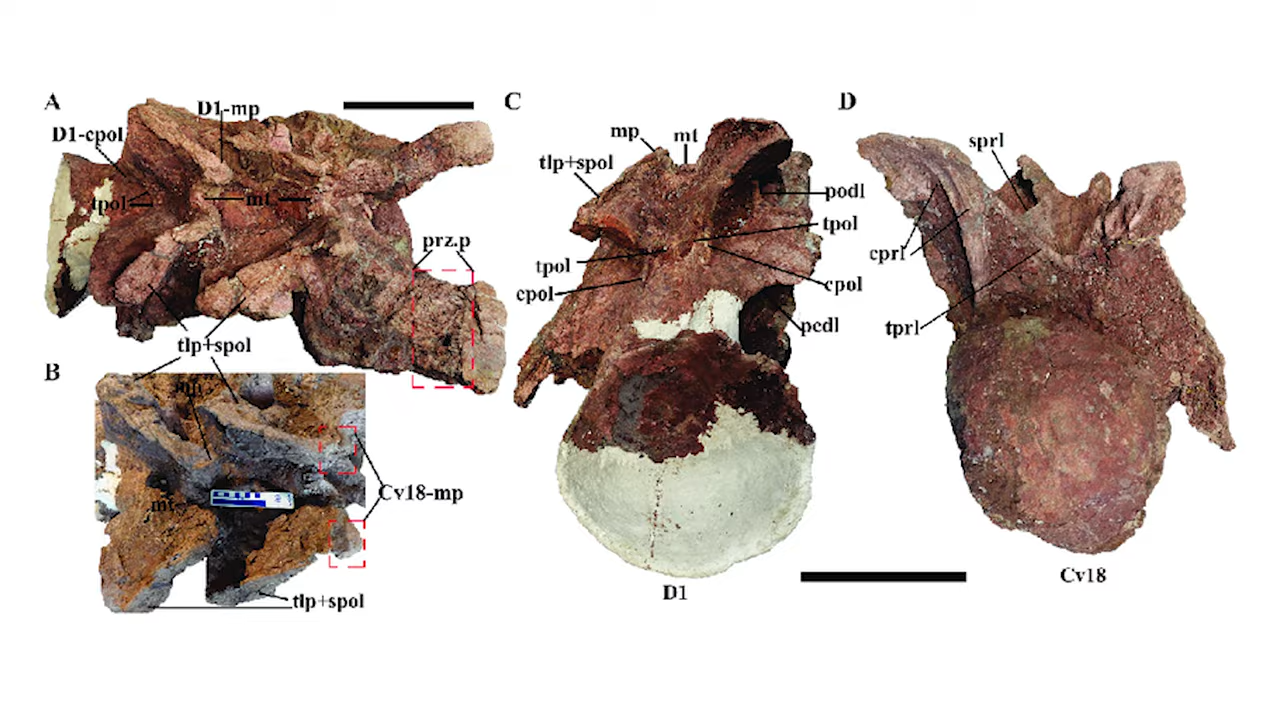 A
D1-mp
D1-cpol
tpol
mt
prz.p
tlp+spol
B
mp
mt
Cv18-mp
tlp+spol
C
mp
mt
tlp+spol
podl
tpol
tpol
cpol
cpol
pcdl
D1
D
sprl
cprl
tprl
Cv18